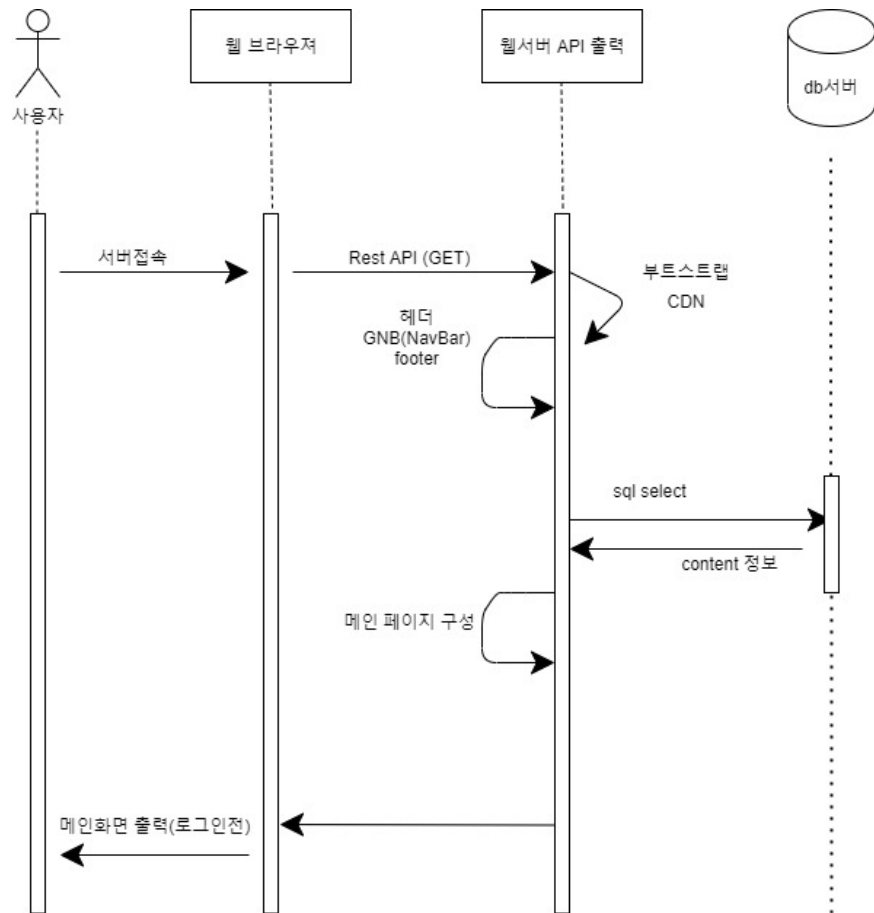 웹 브라우져
웹서버 API 출력
db서버
사용자
서버접속
Rest API (GET)
부트스트랩
CDN
헤더
GNB(NavBar)
footer
sql select
content 정보
메인 페이지 구성
메인화면 출력(로그인전)